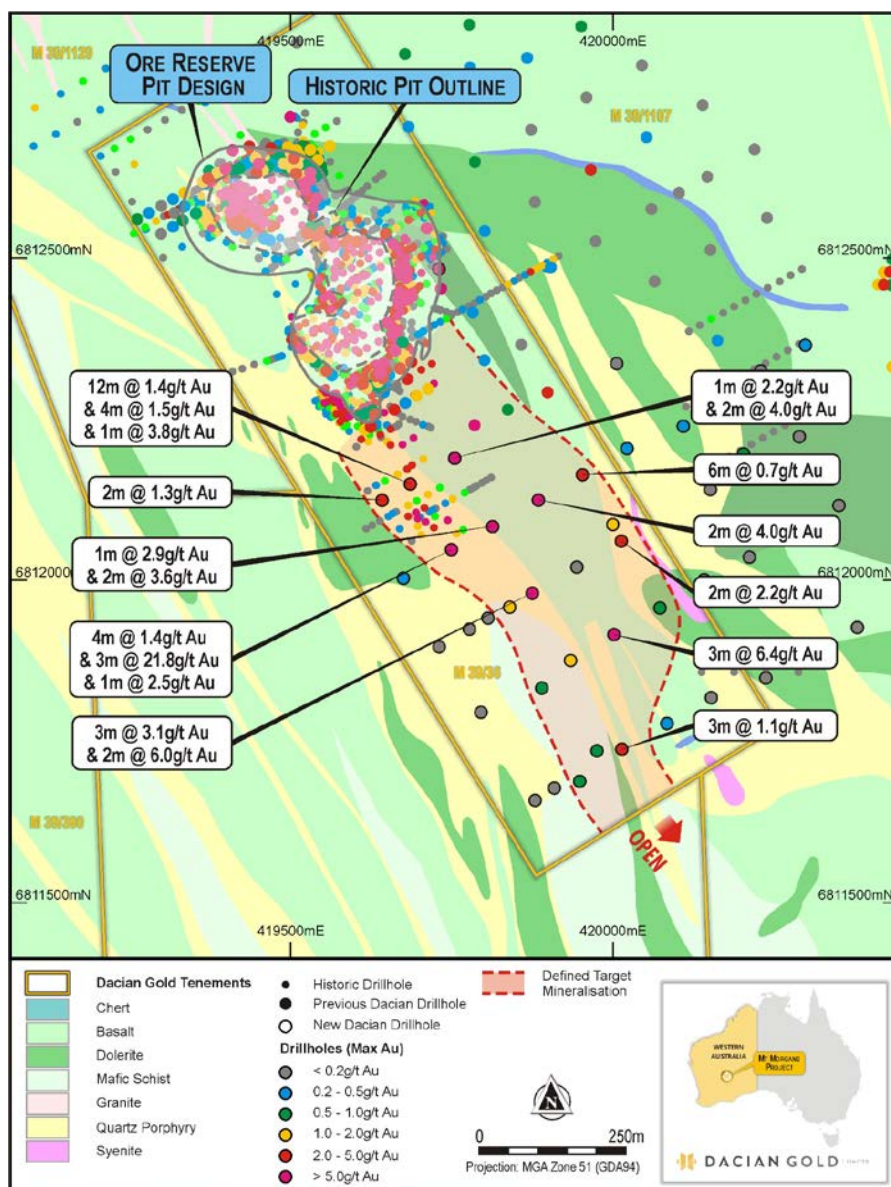 419500mE
420000mE
M 39/1120
ORE RESERVE
PIT DESIGN
HISTORIC PIT OUTLINE
M 39/1107
6812500mN
6812500mN
12m @ 1.4g/t Au
& 4m @ 1.5g/t Au
& 1m @ 3.8g/t Au
1m @ 2.2g/t Au
& 2m @ 4.0g/t Au
6m @ 0.7g/t Au
2m @ 1.3g/t Au
2m @ 4.0g/t Au
1m @ 2.9g/t Au
& 2m @ 3.6g/t Au
6812000mN
2m @ 2.2g/t Au
4m @ 1.4g/t Au
& 3m @ 21.8g/t Au
& 1m @ 2.5g/t Au
3m @ 6.4g/t Au
M 39/36
3m @ 3.1g/t Au
& 2m @ 6.0g/t Au
3m @ 1.1g/t Au
M 39/390
OPEN
6811500mN
6811500mN
419500mE
420000mE
Dacian Gold Tenements
Chert
Basalt
Dolerite
Mafic Schist
Granite
Quartz Porphyry
Syenite
Historic Drillhole
Previous Dacian Drillhole
New Dacian Drillhole
Drillholes (Max Au)
< 0.2g/t Au
0.2 - 0.5g/t Au
0.5 - 1.0g/t Au
1.0 - 2.0g/t Au
2.0 - 5.0g/t Au
> 5.0g/t Au
Defined Target
Mineralisation
N
0
250m
Projection: MGA Zone 51 (GDA94)
WESTERN
AUSTRALIA
MT MORGANS
PROJECT
DACIAN GOLD